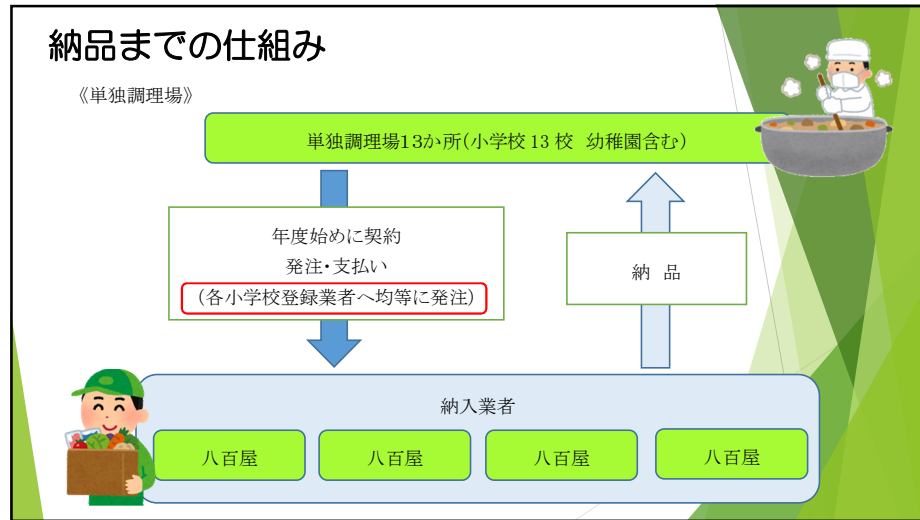 納品までの仕組み
《単独調理場》
単独調理場13か所(小学校 13 校 幼稚園含む)
年度始めに契約
発注・支払い
(各小学校登録業者へ均等に発注)
納 品
納入業者
八百屋
八百屋
八百屋
八百屋